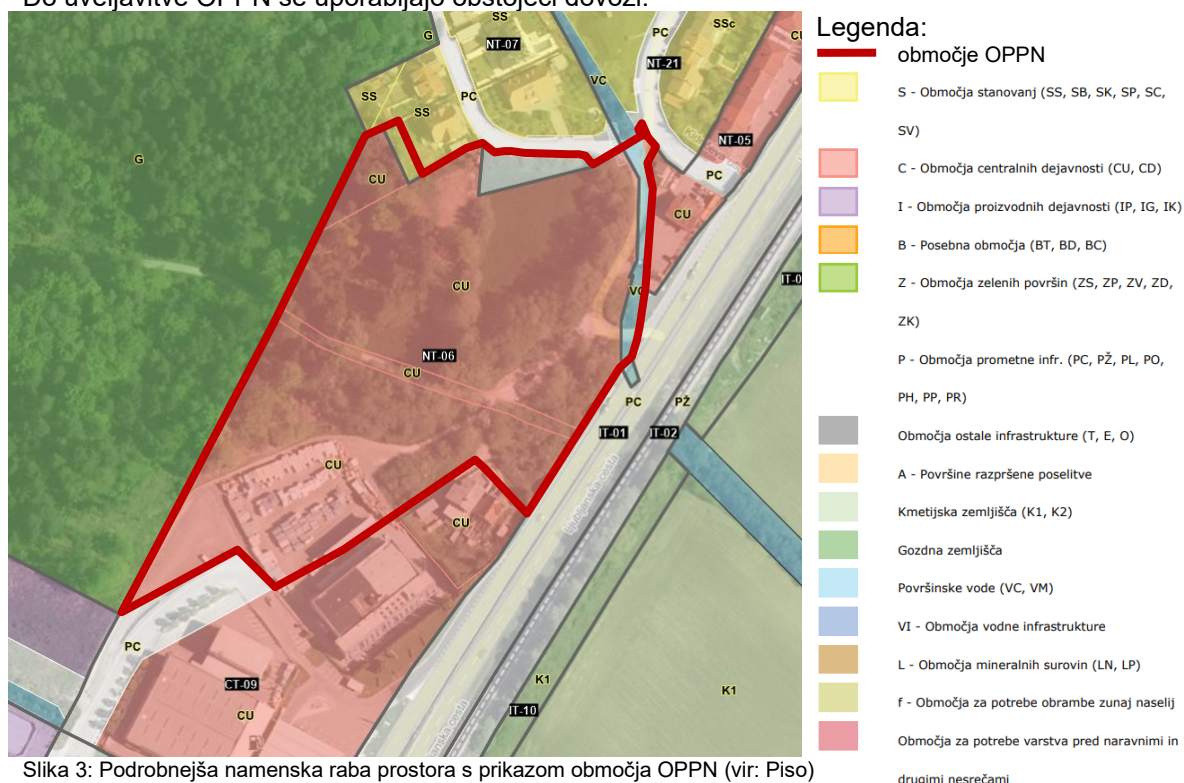 Do uveljavitve OPPN se uporabljajo obstoječi dovozi.
Legenda:
območje OPPN
S - Območja stanovanj (SS, SB, SK, SP, SC,
SV)
C - Območja centralnih dejavnosti (CU, CD)
I - Območja proizvodnih dejavnosti (IP, IG, IK)
B - Posebna območja (BT, BD, BC)
Z - Območja zelenih površin (ZS, ZP, ZV, ZD,
ZK)
P - Območja prometne infr. (PC, PŽ, PL, PO,
PH, PP, PR)
Območja ostale infrastrukture (T, E, O)
A - Površine razpršene poselitve
Kmetijska zemljišča (K1, K2)
Gozdna zemljišča
Površinske vode (VC, VM)
VI - Območja vodne infrastrukture
L - Območja mineralnih surovin (LN, LP)
f - Območja za potrebe obrambe zunaj naselij
Območja za potrebe varstva pred naravnimi in
drugimi nesrečami
SS
SSc
G
NT-07
PC
NT-21
VC
SS
PC
SS
NT-05
G
CU
PC
CU
CU
VC
NT-06
CU
PC
PŽ
IT-01
IT-02
CU
CU
Ljubljanska cesta
PC
K1
K1
CT-09
IT-10
CU
Slika 3: Podrobnejša namenska raba prostora s prikazom območja OPPN (vir: Piso)